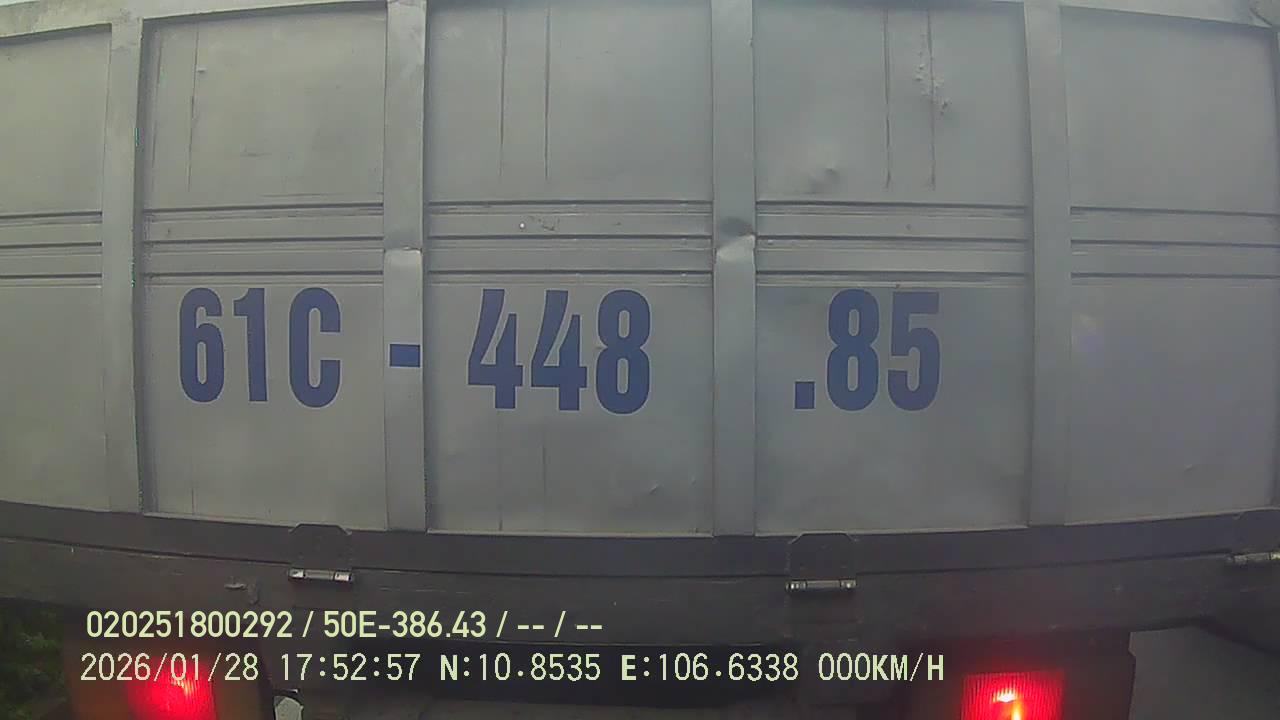 61C - 448 .85
020251800292 / 50E-386.43 / -- / --
2026/01/28 17:52:57 N:10.8535 E:106.6338 000KM/H